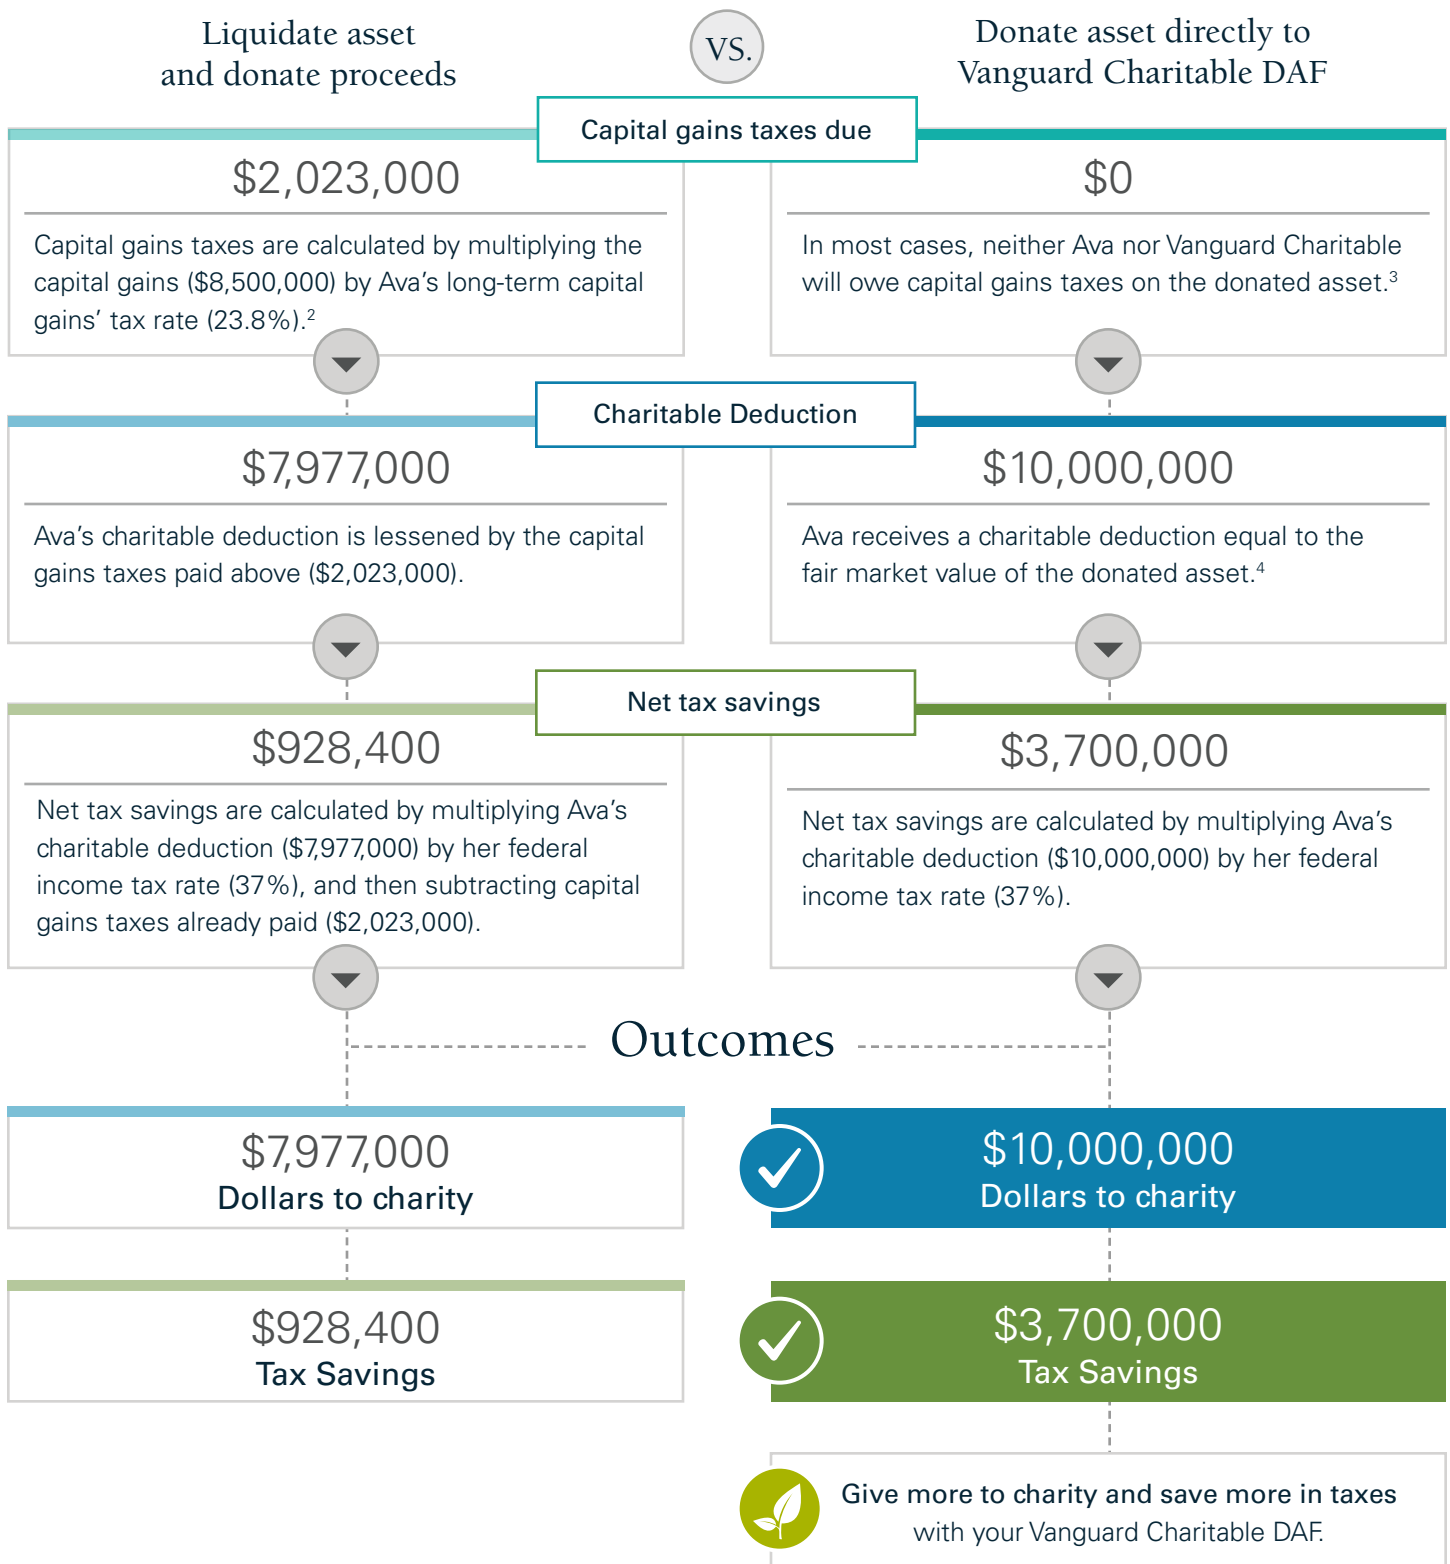 Liquidate asset
and donate proceeds
VS.
Donate asset directly to
Vanguard Charitable DAF
Capital gains taxes due
$2,023,000
Capital gains taxes are calculated by multiplying the
capital gains ($8,500,000) by Ava's long-term capital
gains' tax rate (23.8%).²
$0
In most cases, neither Ava nor Vanguard Charitable
will owe capital gains taxes on the donated asset.³
Charitable Deduction
$7,977,000
Ava's charitable deduction is lessened by the capital
gains taxes paid above ($2,023,000).
$10,000,000
Ava receives a charitable deduction equal to the
fair market value of the donated asset.⁴
Net tax savings
$928,400
Net tax savings are calculated by multiplying Ava's
charitable deduction ($7,977,000) by her federal
income tax rate (37%), and then subtracting capital
gains taxes already paid ($2,023,000).
$3,700,000
Net tax savings are calculated by multiplying Ava's
charitable deduction ($10,000,000) by her federal
income tax rate (37%).
Outcomes
$7,977,000
Dollars to charity
$10,000,000
Dollars to charity
$928,400
Tax Savings
$3,700,000
Tax Savings
Give more to charity and save more in taxes
with your Vanguard Charitable DAF.